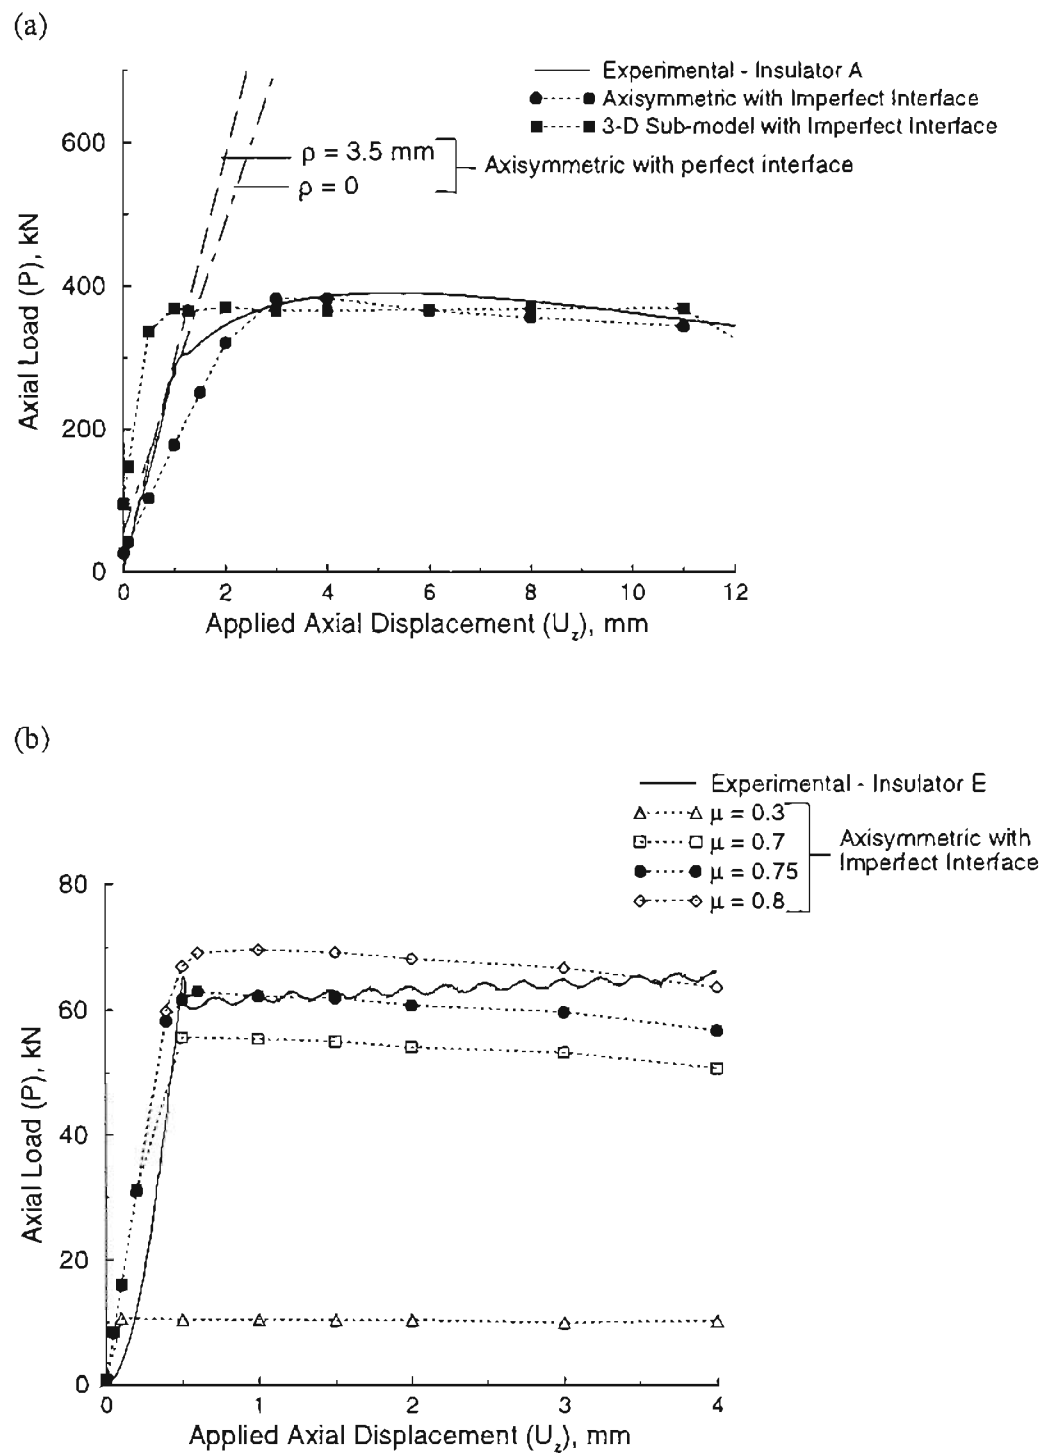 (a)
Experimental - Insulator A
Axisymmetric with Imperfect Interface
3-D Sub-model with Imperfect Interface
ρ = 3.5 mm
ρ = 0
Axisymmetric with perfect interface
600
400
200
0
Axial Load (P), kN
0 2 4 6 8 10 12
Applied Axial Displacement (U_z), mm
(b)
Experimental - Insulator E
μ = 0.3
μ = 0.7
μ = 0.75
μ = 0.8
Axisymmetric with
Imperfect Interface
80
60
40
20
0
Axial Load (P), kN
0 1 2 3 4
Applied Axial Displacement (U_z), mm